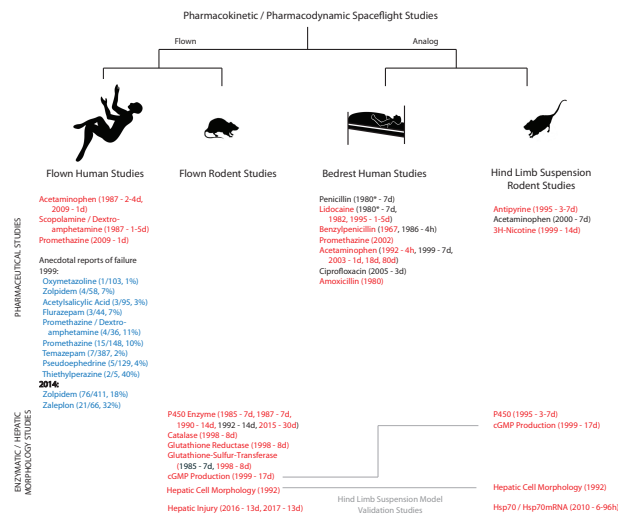 Pharmacokinetic / Pharmacodynamic Spaceflight Studies
Flown
Analog
Flown Human Studies
Flown Rodent Studies
Bedrest Human Studies
Hind Limb Suspension
Rodent Studies
PHARMACEUTICAL STUDIES
Acetaminophen (1987 - 2-4d,
2009 - 1d)
Scopolamine / Dextro-
amphetamine (1987 - 1-5d)
Promethazine (2009 - 1d)
Anecdotal reports of failure
1999:
Oxymetazoline (1/103, 1%)
Zolpidem (4/58, 7%)
Acetylsalicylic Acid (3/95, 3%)
Flurazepam (3/44, 7%)
Promethazine / Dextro-
amphetamine (4/36, 11%)
Promethazine (15/148, 10%)
Temazepam (7/387, 2%)
Pseudoephedrine (5/129, 4%)
Thiethylperazine (2/5, 40%)
2014:
Zolpidem (76/411, 18%)
Zaleplon (21/66, 32%)
Penicillin (1980* - 7d)
Lidocaine (1980* - 7d,
1982, 1995 - 1-5d)
Benzylpenicillin (1967, 1986 - 4h)
Promethazine (2002)
Acetaminophen (1992 - 4h, 1999 - 7d,
2003 - 1d, 18d, 80d)
Ciprofloxacin (2005 - 3d)
Amoxicillin (1980)
Antipyrine (1995 - 3-7d)
Acetaminophen (2000 - 7d)
3H-Nicotine (1999 - 14d)
ENZYMATIC / HEPATIC
MORPHOLOGY STUDIES
P450 Enzyme (1985 - 7d, 1987 - 7d,
1990 - 14d, 1992 - 14d, 2015 - 30d)
Catalase (1998 - 8d)
Glutathione Reductase (1998 - 8d)
Glutathione-Sulfur-Transferase
(1985 - 7d, 1998 - 8d)
cGMP Production (1999 - 17d)
Hepatic Cell Morphology (1992)
Hepatic Injury (2016 - 13d, 2017 - 13d)
Hind Limb Suspension Model
Validation Studies
P450 (1995 - 3-7d)
cGMP Production (1999 - 17d)
Hepatic Cell Morphology (1992)
Hsp70 / Hsp70mRNA (2010 - 6-96h)